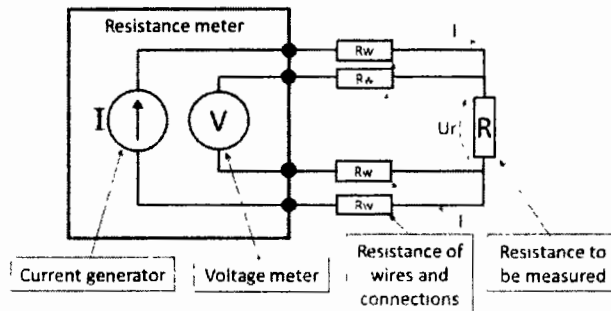 Resistance meter
I
Rw
Rw
I
V
Ur
R
Rw
Rw
I
Current generator
Voltage meter
Resistance of
wires and
connections
Resistance to
be measured